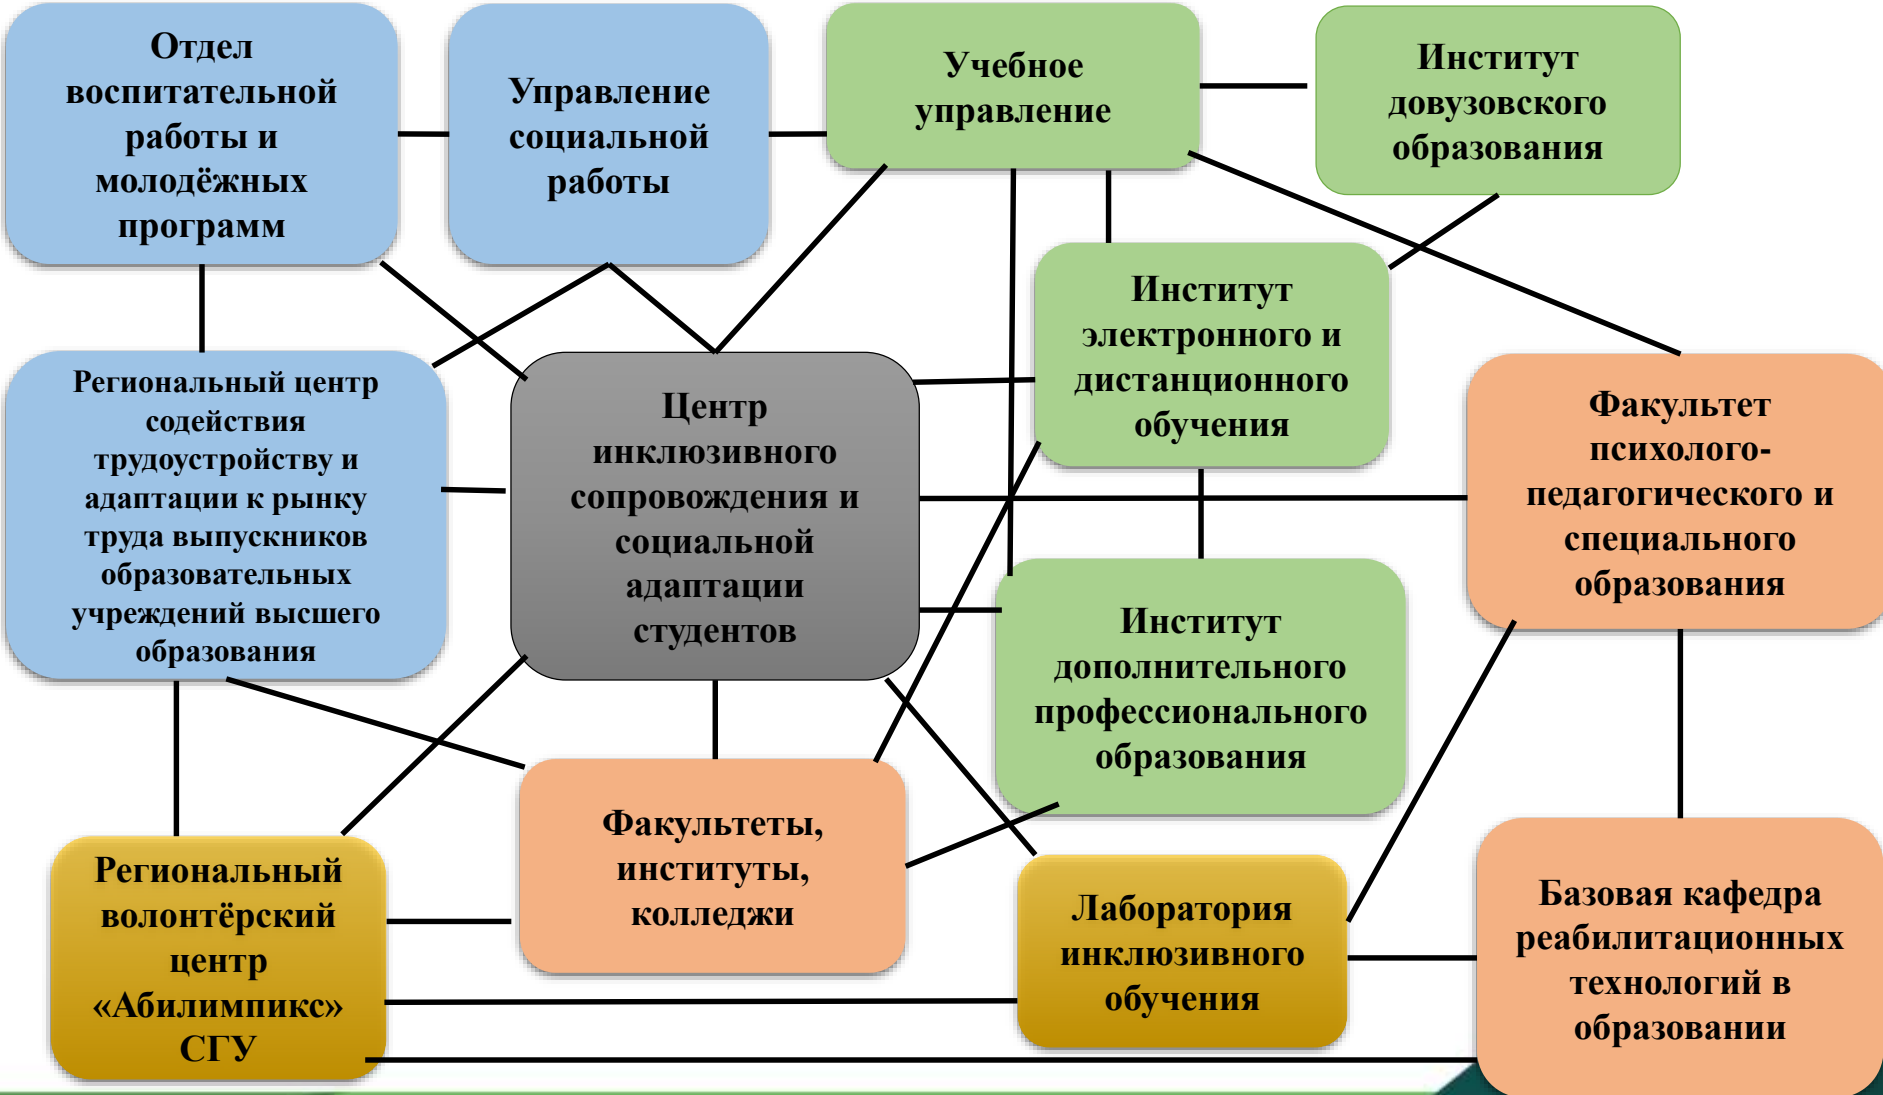 Отдел
воспитательной
работы и
молодёжных
программ
Управление
социальной
работы
Учебное
управление
Институт
довузовского
образования
Институт
электронного и
дистанционного
обучения
Региональный центр
содействия
трудоустройству и
адаптации к рынку
труда выпускников
образовательных
учреждений высшего
образования
Центр
инклюзивного
сопровождения и
социальной
адаптации
студентов
Факультет
психолого-
педагогического и
специального
образования
Институт
дополнительного
профессионального
образования
Региональный
волонтёрский
центр
«Абилимпикс»
СГУ
Факультеты,
институты,
колледжи
Лаборатория
инклюзивного
обучения
Базовая кафедра
реабилитационных
технологий в
образовании